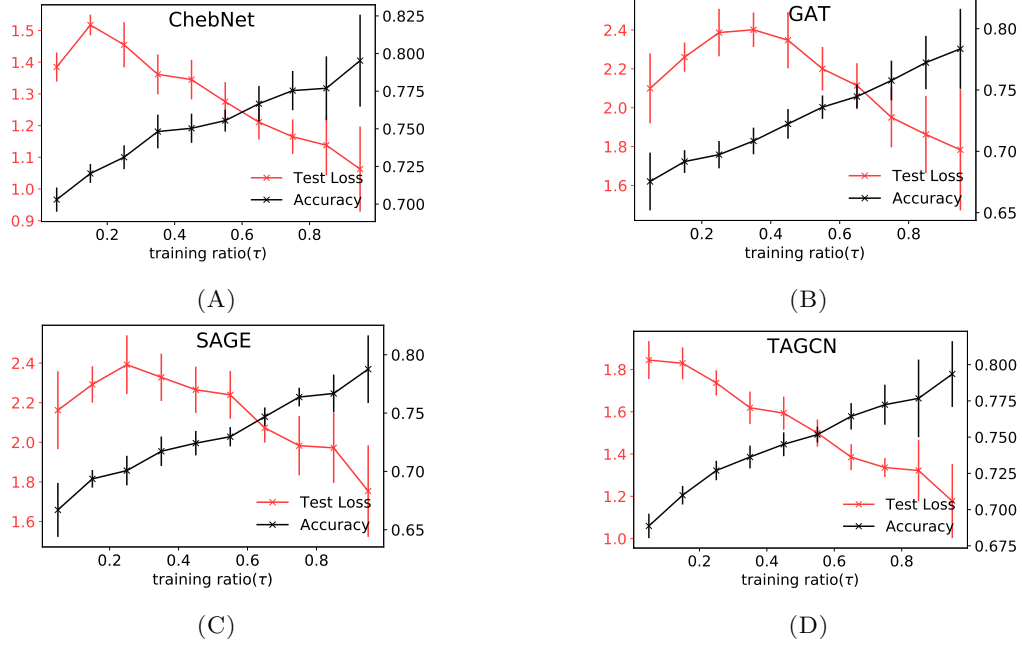 ChebNet
1.5
1.4
1.3
1.2
1.1
1.0
0.9
0.825
0.800
0.775
0.750
0.725
0.700
Test Loss
Accuracy
0.2 0.4 0.6 0.8
training ratio(τ)
(A)
GAT
2.4
2.2
2.0
1.8
1.6
0.80
0.75
0.70
0.65
Test Loss
Accuracy
0.2 0.4 0.6 0.8
training ratio(τ)
(B)
SAGE
2.4
2.2
2.0
1.8
1.6
0.80
0.75
0.70
0.65
Test Loss
Accuracy
0.2 0.4 0.6 0.8
training ratio(τ)
(C)
TAGCN
1.8
1.6
1.4
1.2
1.0
0.800
0.775
0.750
0.725
0.700
0.675
Test Loss
Accuracy
0.2 0.4 0.6 0.8
training ratio(τ)
(D)